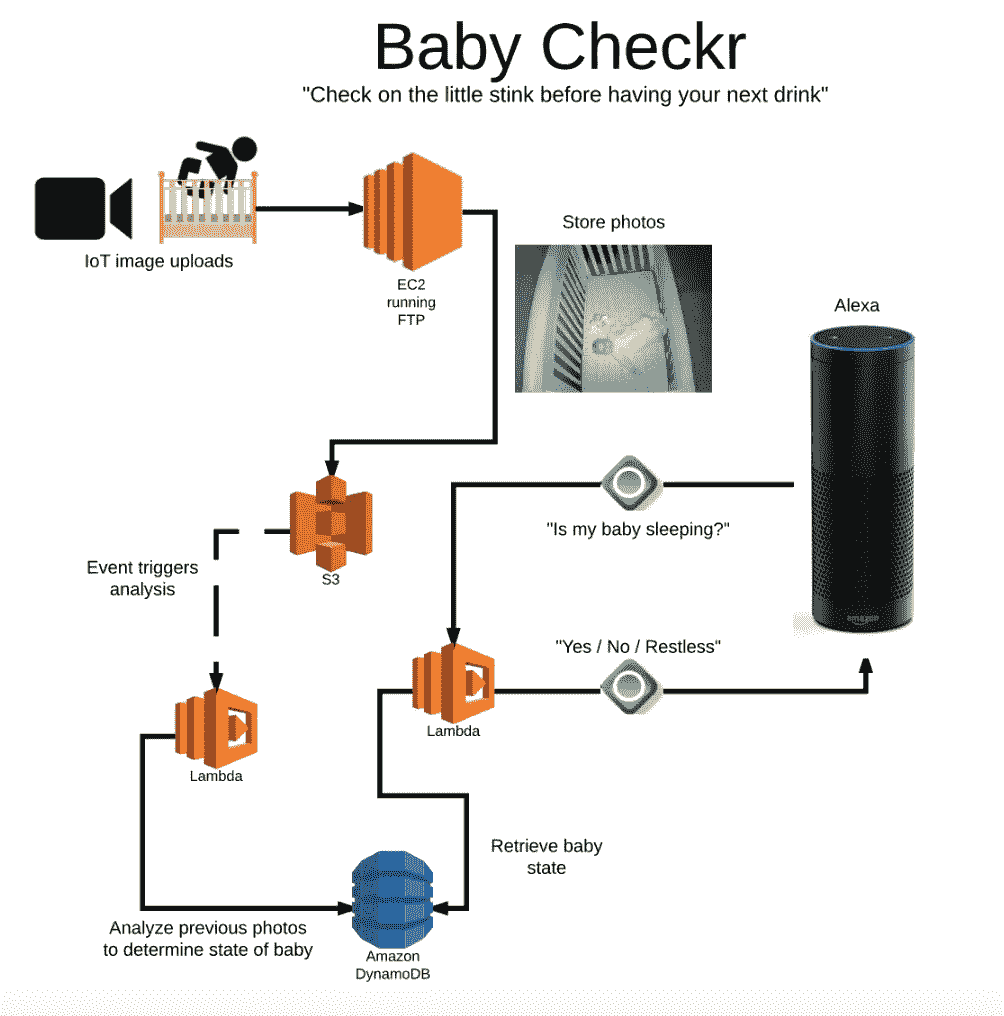 Baby Checkr
"Check on the little stink before having your next drink"
IoT image uploads
EC2
running
FTP
Store photos
Alexa
"Is my baby sleeping?"
amazon
S3
Event triggers
analysis
"Yes / No / Restless"
Lambda
Lambda
Retrieve baby
state
Analyze previous photos
to determine state of baby
Amazon
DynamoDB